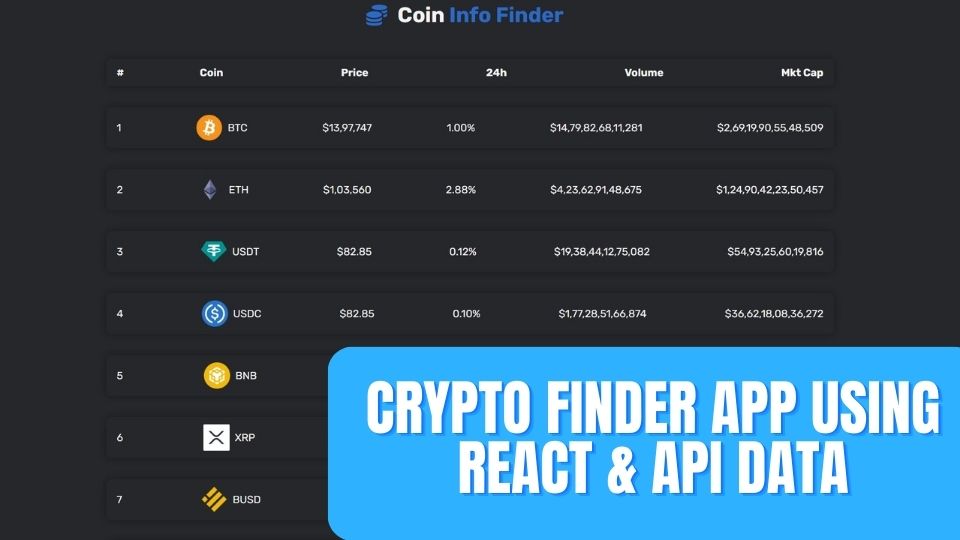 Coin Info Finder
# Coin Price 24h Volume Mkt Cap
1 BTC $13,97,747 1.00% $14,79,82,68,11,281 $2,69,19,90,55,48,509
2 ETH $1,03,560 2.88% $4,23,62,91,48,675 $1,24,90,42,23,50,457
3 USDT $82.85 0.12% $19,38,44,12,75,082 $54,93,25,60,19,816
4 USDC $82.85 0.10% $1,77,28,51,66,874 $36,62,18,08,36,272
5 BNB
6 XRP
7 BUSD
CRYPTO FINDER APP USING
REACT & API DATA